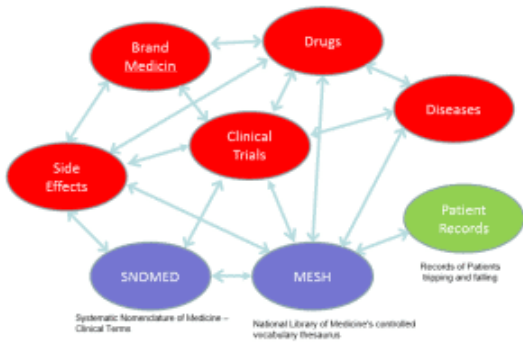 Brand
Medicin
Drugs
Diseases
Clinical
Trials
Side
Effects
Patient
Records
SNOMED
MESH
Records of Patients
tripping and falling
Systematic Nomenclature of Medicine –
Clinical Terms
National Library of Medicine's controlled
vocabulary thesaurus